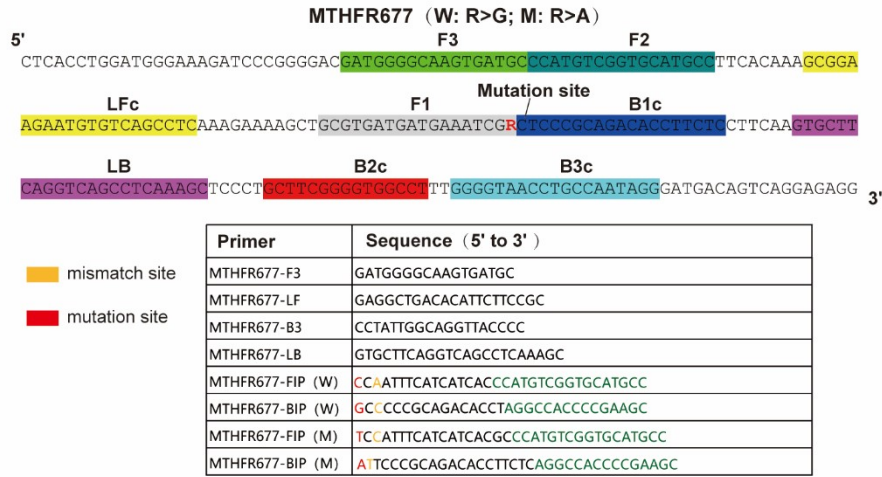 MTHFR677 (W: R>G; M: R>A)
5' F3 F2
CTCACCTGGATGGGAAAGATCCCGGGGACGATGGGGCAAGTGATGCCCATGTCGGTGCATGCCTTCACAAAGCGGA
LFc F1 Mutation site B1c
AGAATGTGTCAGCCTCAAAGAAAAGCTGCGTGATGATGAAATCGRCTCCCGCAGACACCTTCTCCTTCAAGTGCTT
LB B2c B3c
CAGGTCAGCCTCAAAGCTCCCTGCTTCGGGGTGGCCTTTGGGGTAACCTGCCAATAGGGATGACAGTCAGGAGAGG
3'
Primer Sequence (5' to 3')
MTHFR677-F3 GATGGGGCAAGTGATGC
MTHFR677-LF GAGGCTGACACATTCTTCCGC
MTHFR677-B3 CCTATTGGCAGGTTACCCC
MTHFR677-LB GTGCTTCAGGTCAGCCTCAAAGC
MTHFR677-FIP (W) CCAATTTCATCATCACCCATGTCGGTGCATGCC
MTHFR677-BIP (W) GCCCCCGCAGACACCTAGGCCACCCCGAAGC
MTHFR677-FIP (M) TCCATTTCATCATCACGCCCATGTCGGTGCATGCC
MTHFR677-BIP (M) ATTCCCGCAGACACCTTCTCAGGCCACCCCGAAGC
mismatch site
mutation site